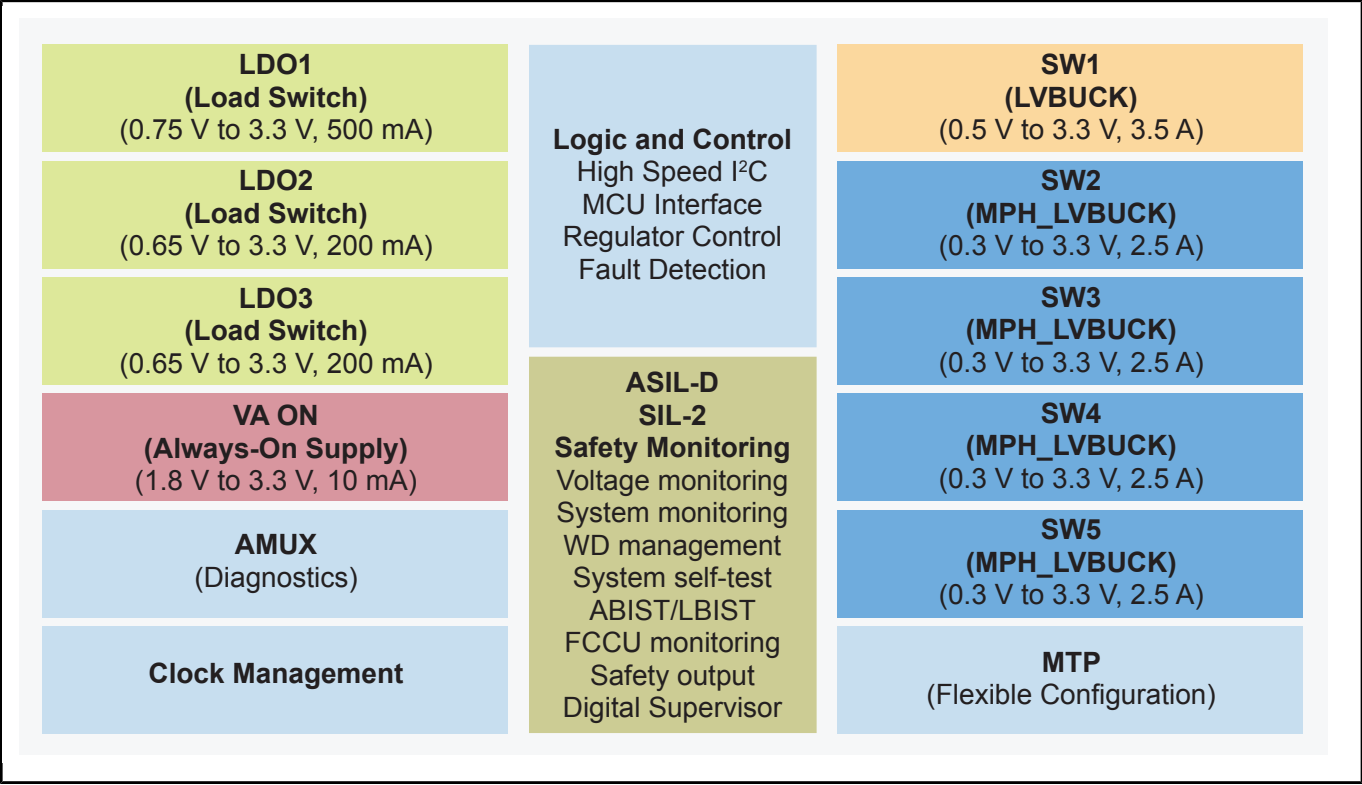 LDO1
(Load Switch)
(0.75 V to 3.3 V, 500 mA)
LDO2
(Load Switch)
(0.65 V to 3.3 V, 200 mA)
LDO3
(Load Switch)
(0.65 V to 3.3 V, 200 mA)
VA ON
(Always-On Supply)
(1.8 V to 3.3 V, 10 mA)
AMUX
(Diagnostics)
Clock Management
Logic and Control
High Speed I²C
MCU Interface
Regulator Control
Fault Detection
ASIL-D
SIL-2
Safety Monitoring
Voltage monitoring
System monitoring
WD management
System self-test
ABIST/LBIST
FCCU monitoring
Safety output
Digital Supervisor
SW1
(LVBUCK)
(0.5 V to 3.3 V, 3.5 A)
SW2
(MPH_LVBUCK)
(0.3 V to 3.3 V, 2.5 A)
SW3
(MPH_LVBUCK)
(0.3 V to 3.3 V, 2.5 A)
SW4
(MPH_LVBUCK)
(0.3 V to 3.3 V, 2.5 A)
SW5
(MPH_LVBUCK)
(0.3 V to 3.3 V, 2.5 A)
MTP
(Flexible Configuration)